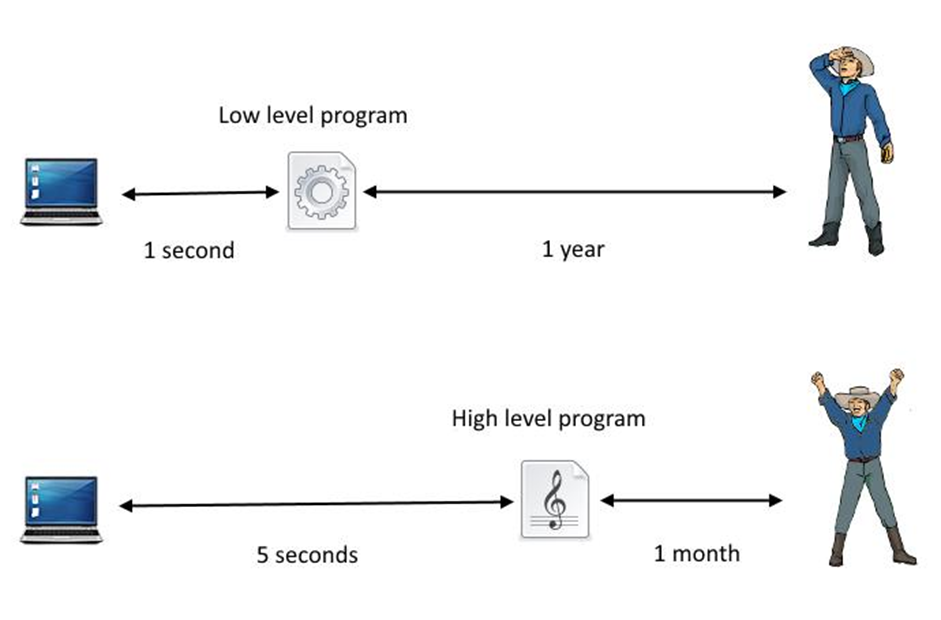 Low level program
1 second
1 year
High level program
5 seconds
1 month